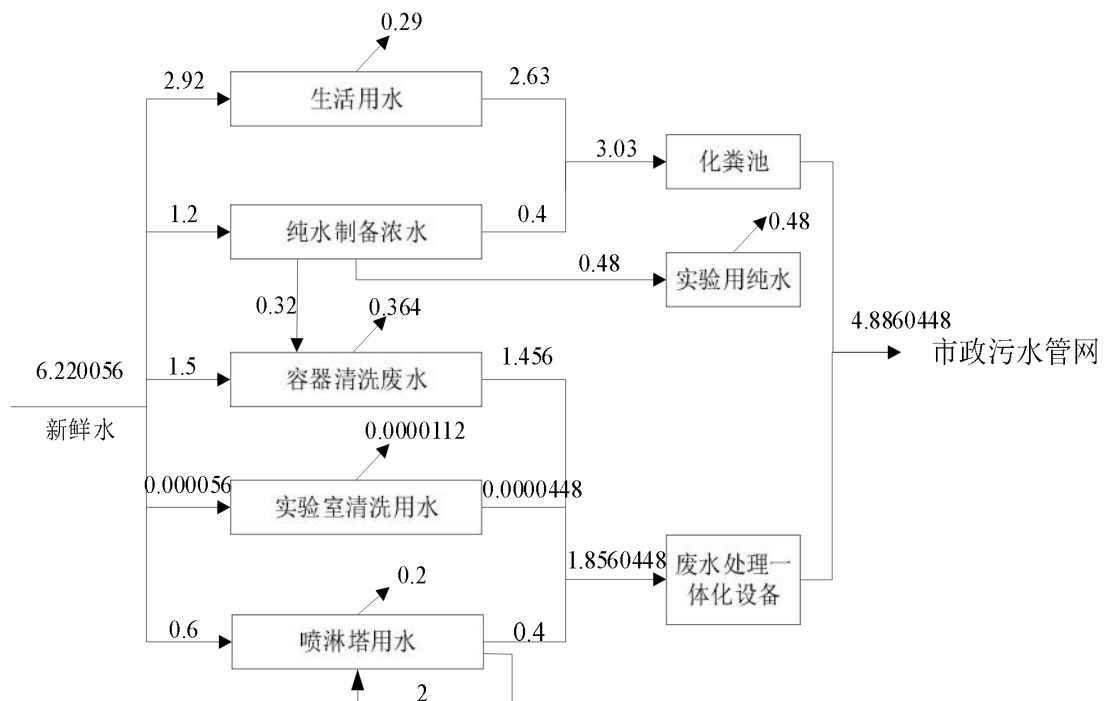 0.29
2.92
生活用水
2.63
3.03
化粪池
1.2
纯水制备浓水
0.4
0.48
0.48
实验用纯水
0.32
0.364
4.8860448
市政污水管网
6.220056
新鲜水
1.5
容器清洗废水
1.456
0.0000112
0.000056
实验室清洗用水
0.0000448
1.8560448
废水处理一
体化设备
0.2
0.6
喷淋塔用水
0.4
2